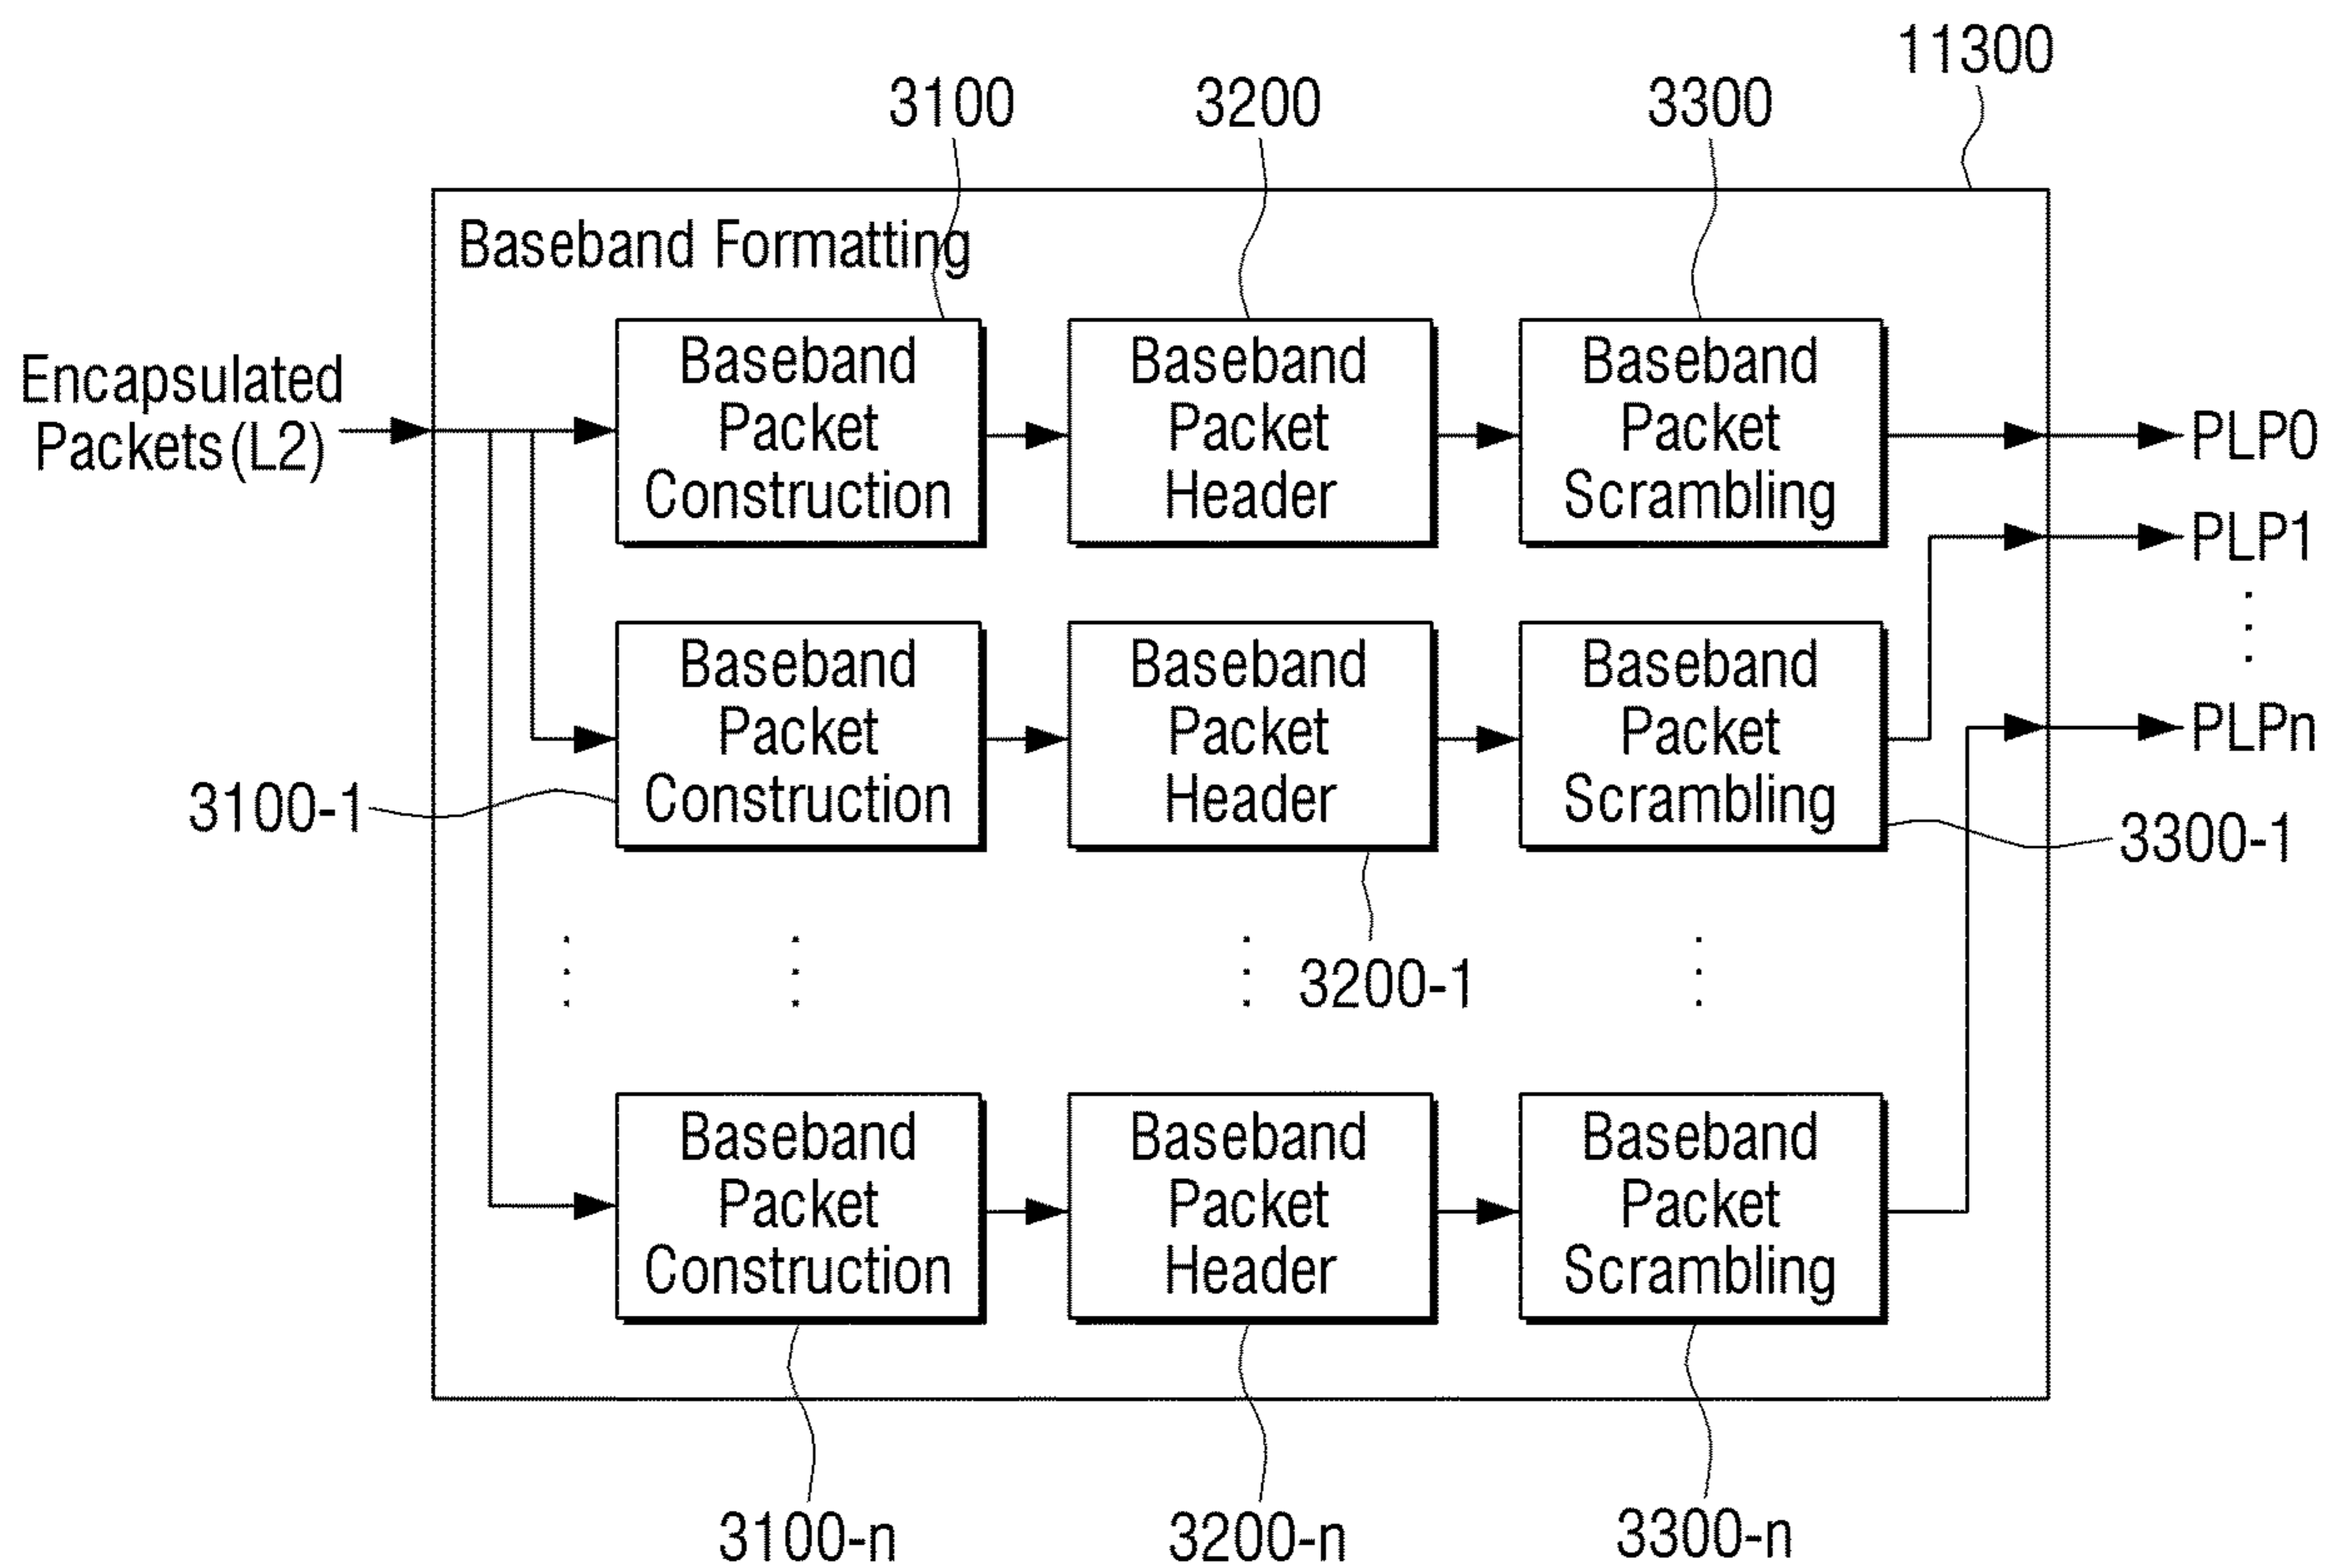 11300
3100
3200
3300
Baseband Formatting
Encapsulated
Packets(L2)
Baseband
Packet
Construction
Baseband
Packet
Header
Baseband
Packet
Scrambling
PLP0
PLP1
PLPn
Baseband
Packet
Construction
Baseband
Packet
Header
Baseband
Packet
Scrambling
3100-1
3200-1
3300-1
Baseband
Packet
Construction
Baseband
Packet
Header
Baseband
Packet
Scrambling
3100-n
3200-n
3300-n